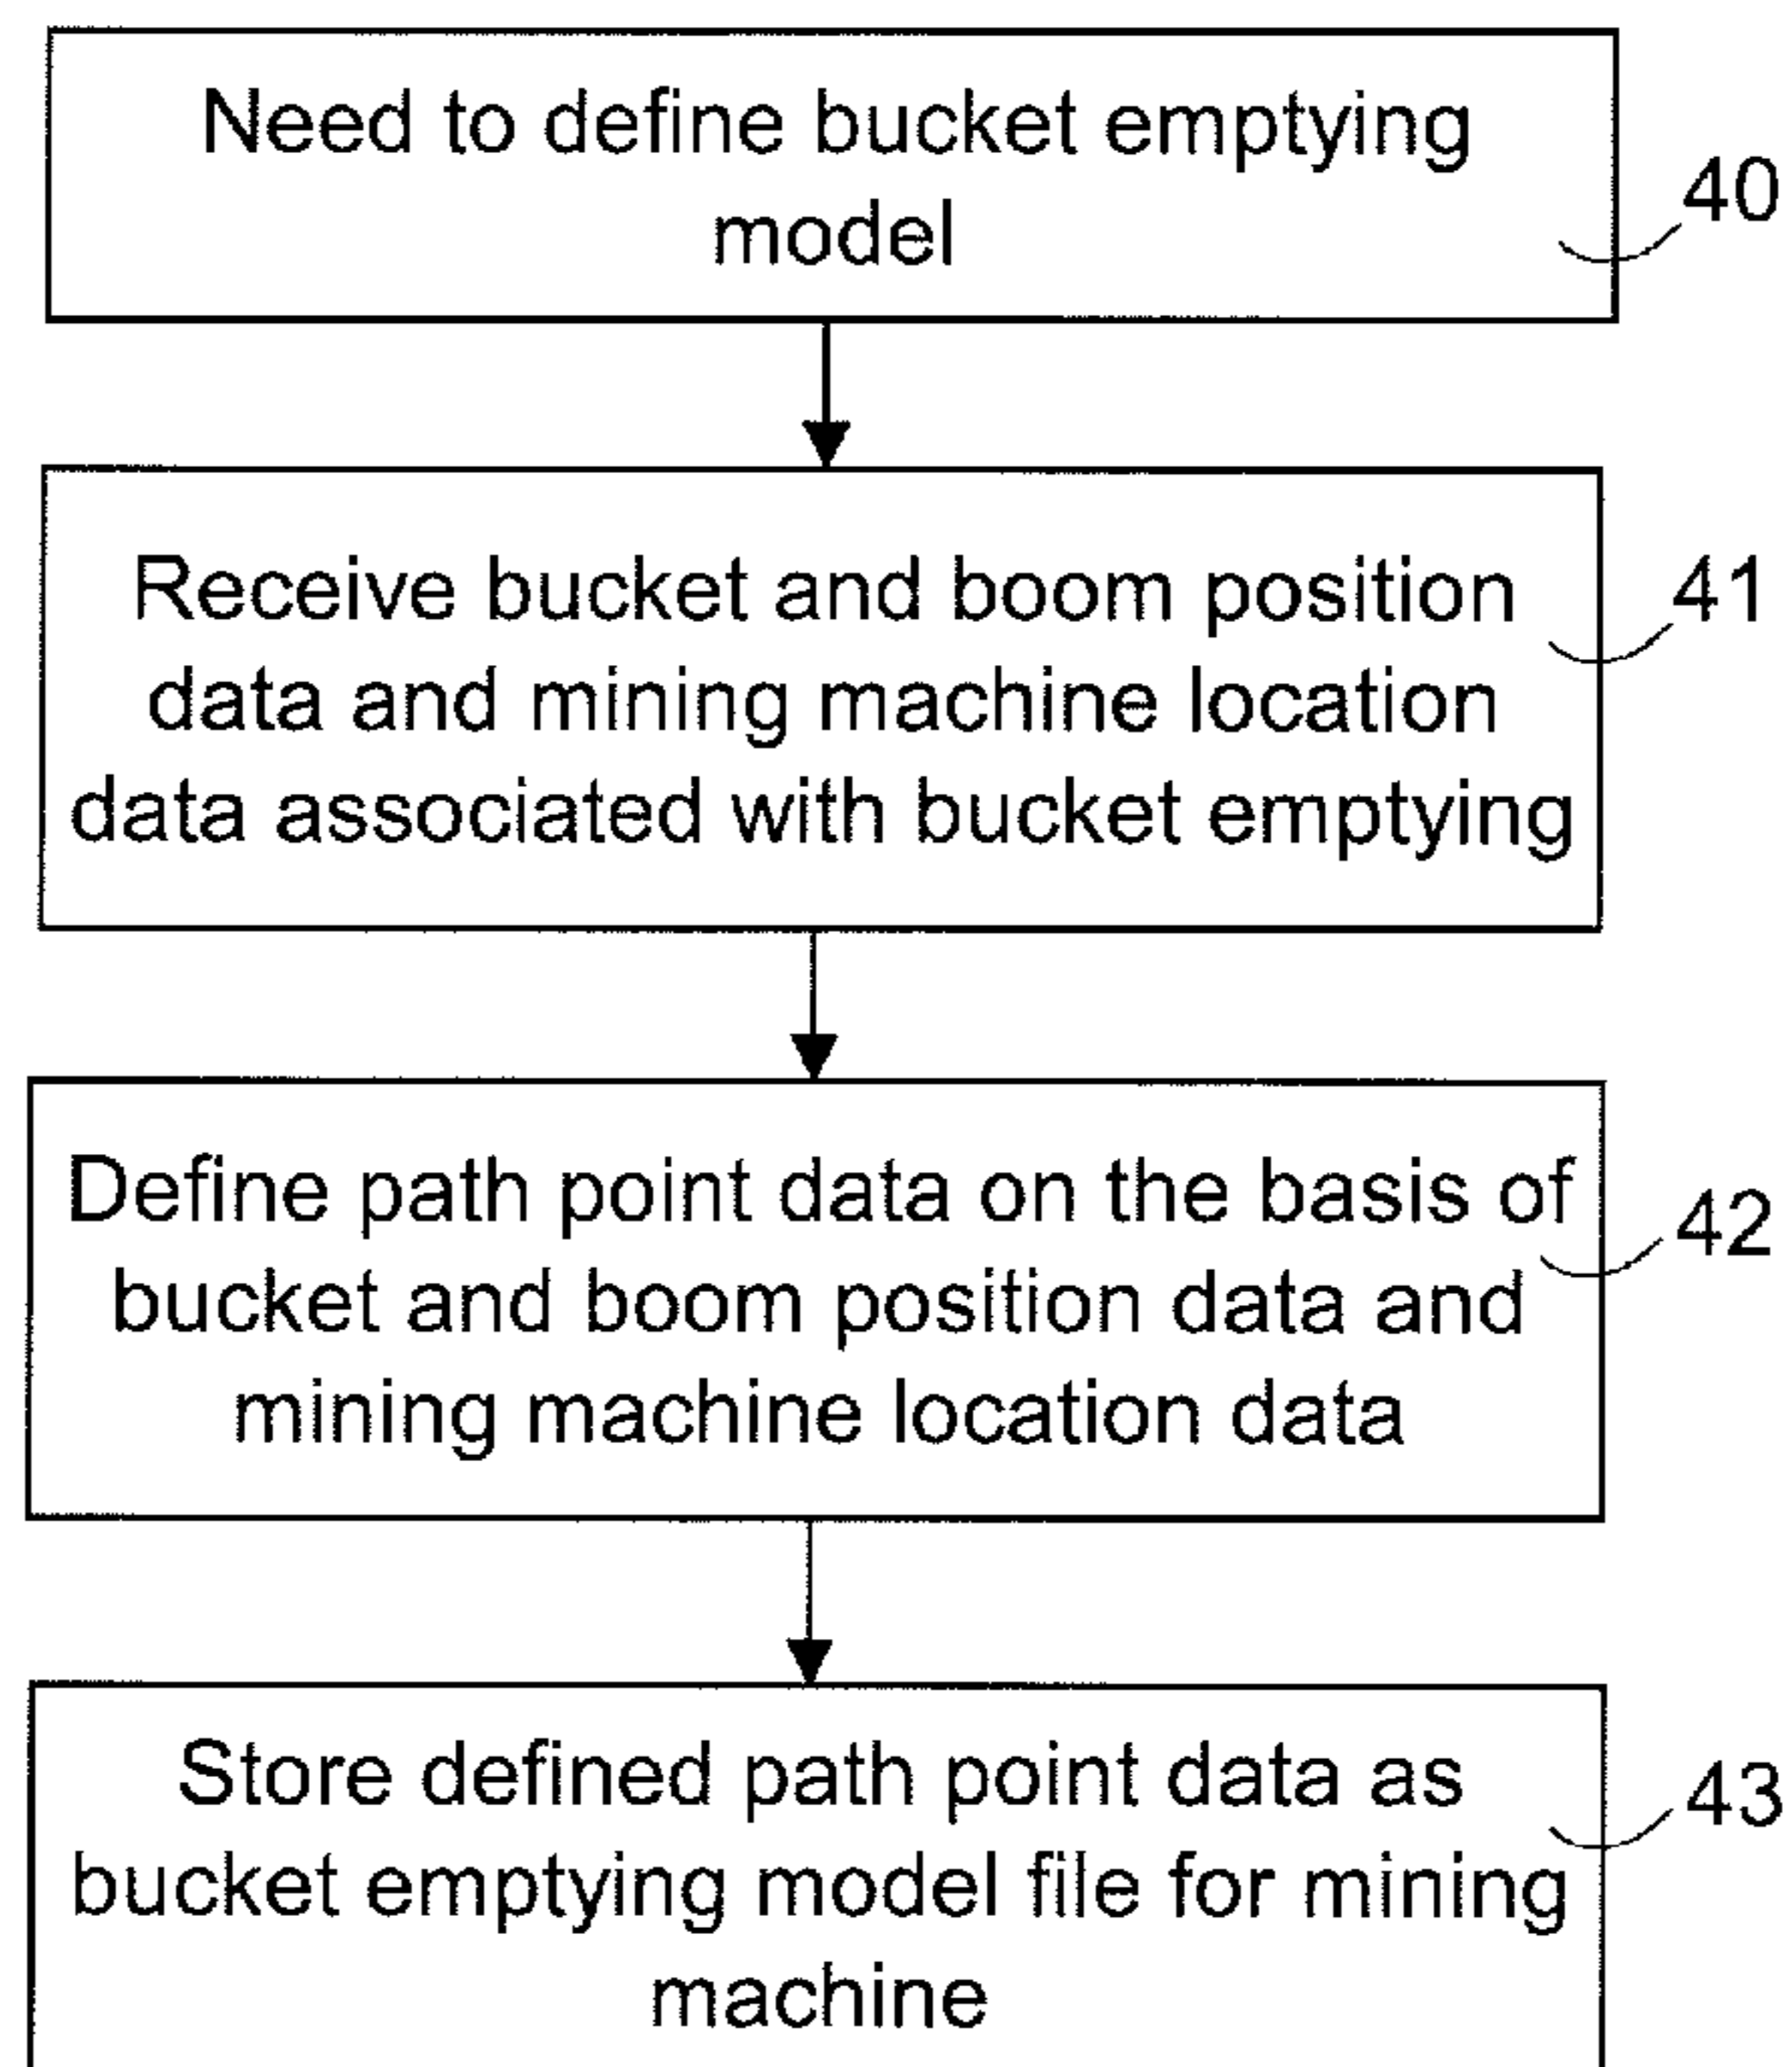 Need to define bucket emptying
model
40
Receive bucket and boom position
data and mining machine location
data associated with bucket emptying
41
Define path point data on the basis of
bucket and boom position data and
mining machine location data
42
Store defined path point data as
bucket emptying model file for mining
machine
43